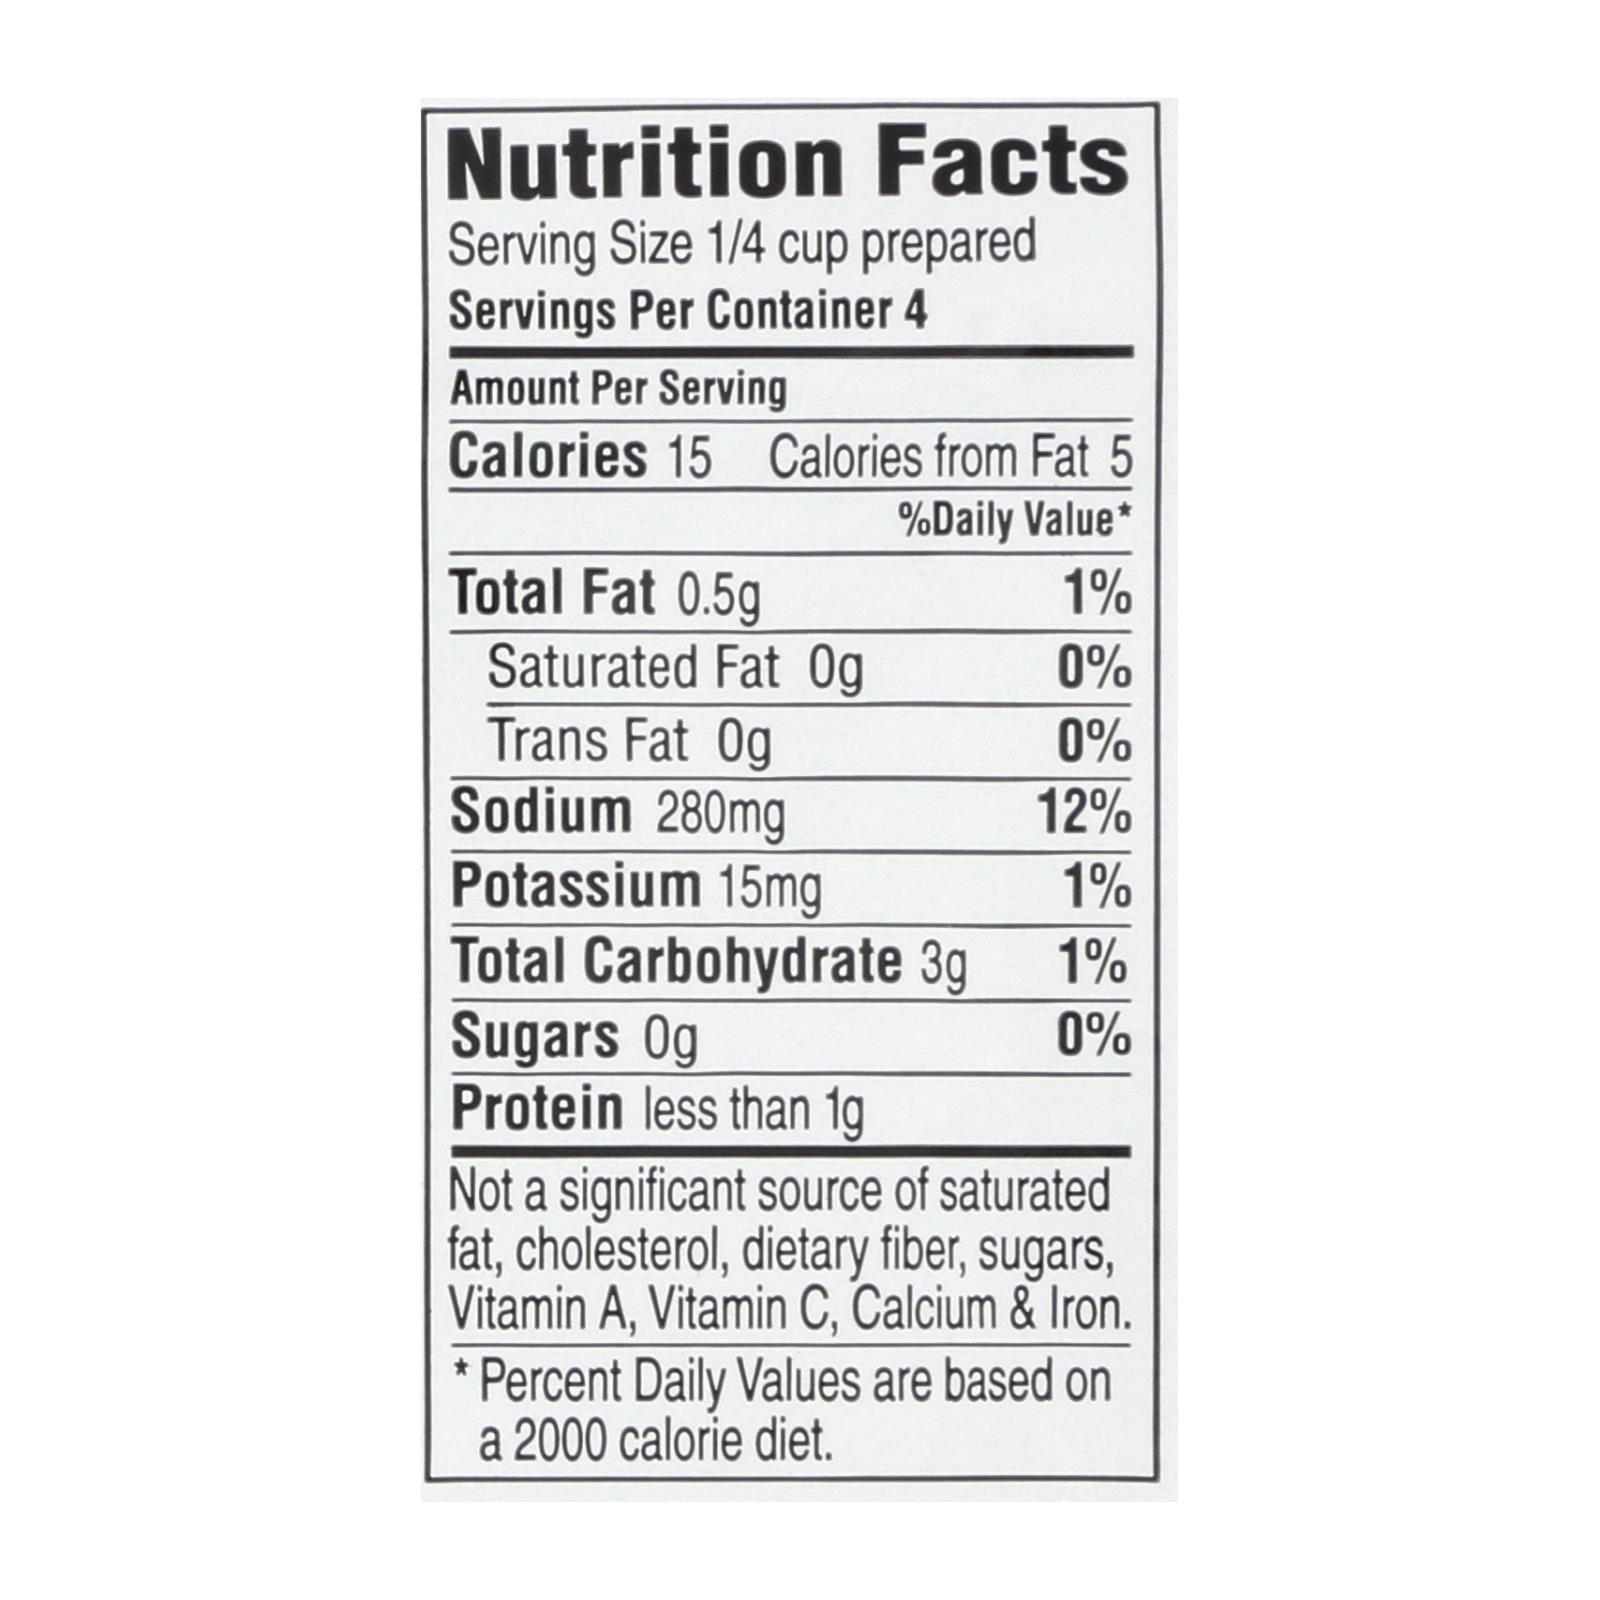 Nutrition Facts
Serving Size 1/4 cup prepared
Servings Per Container 4
Amount Per Serving
Calories 15 Calories from Fat 5
%Daily Value*
Total Fat 0.5g 1%
Saturated Fat 0g 0%
Trans Fat 0g 0%
Sodium 280mg 12%
Potassium 15mg 1%
Total Carbohydrate 3g 1%
Sugars 0g 0%
Protein less than 1g
Not a significant source of saturated
fat, cholesterol, dietary fiber, sugars,
Vitamin A, Vitamin C, Calcium & Iron.
* Percent Daily Values are based on
a 2000 calorie diet.